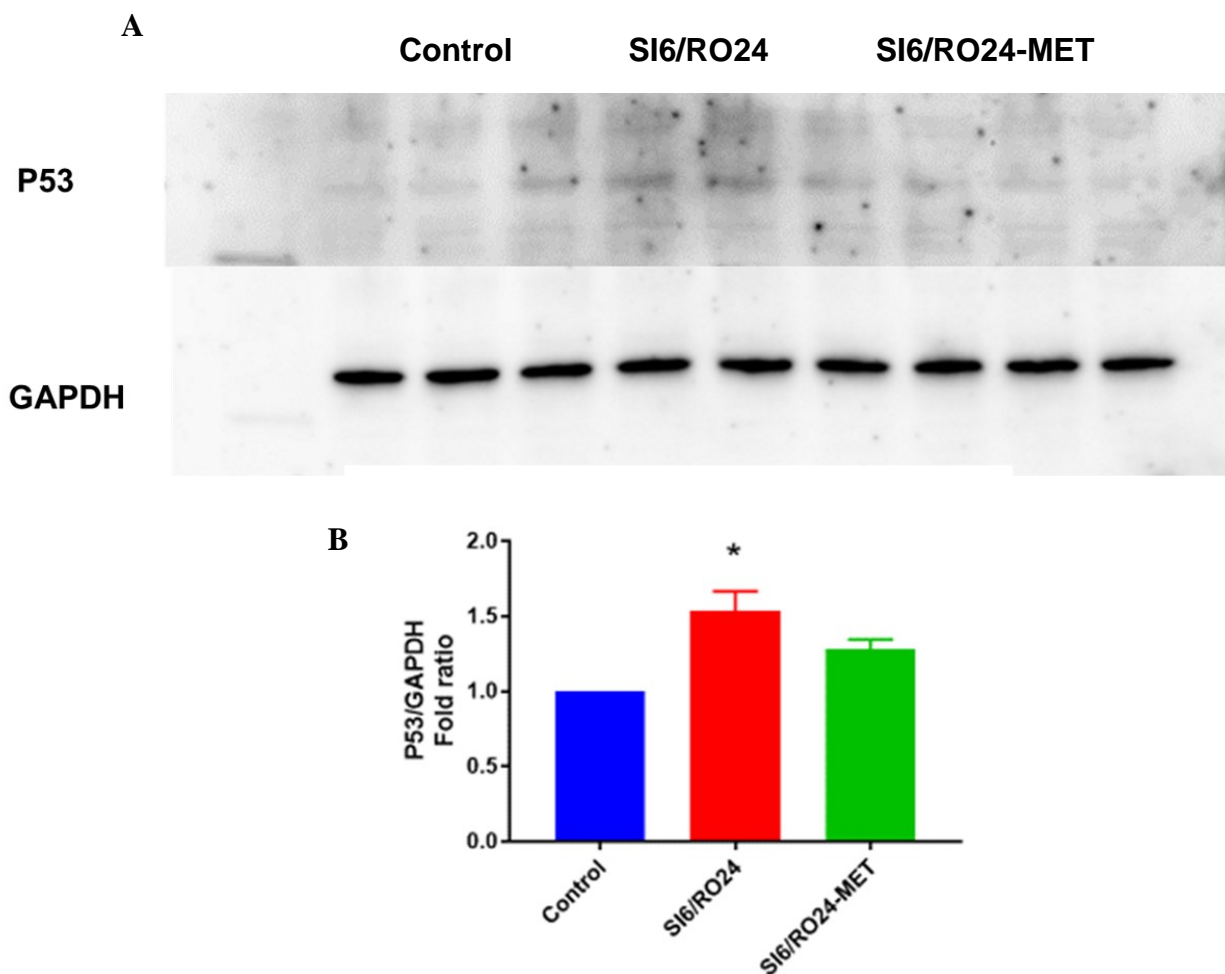 A
Control SI6/RO24 SI6/RO24-MET
P53
GAPDH
B
*
2.0
1.5
1.0
0.5
0.0
P53/GAPDH
Fold ratio
Control
SI6/RO24
SI6/RO24-MET